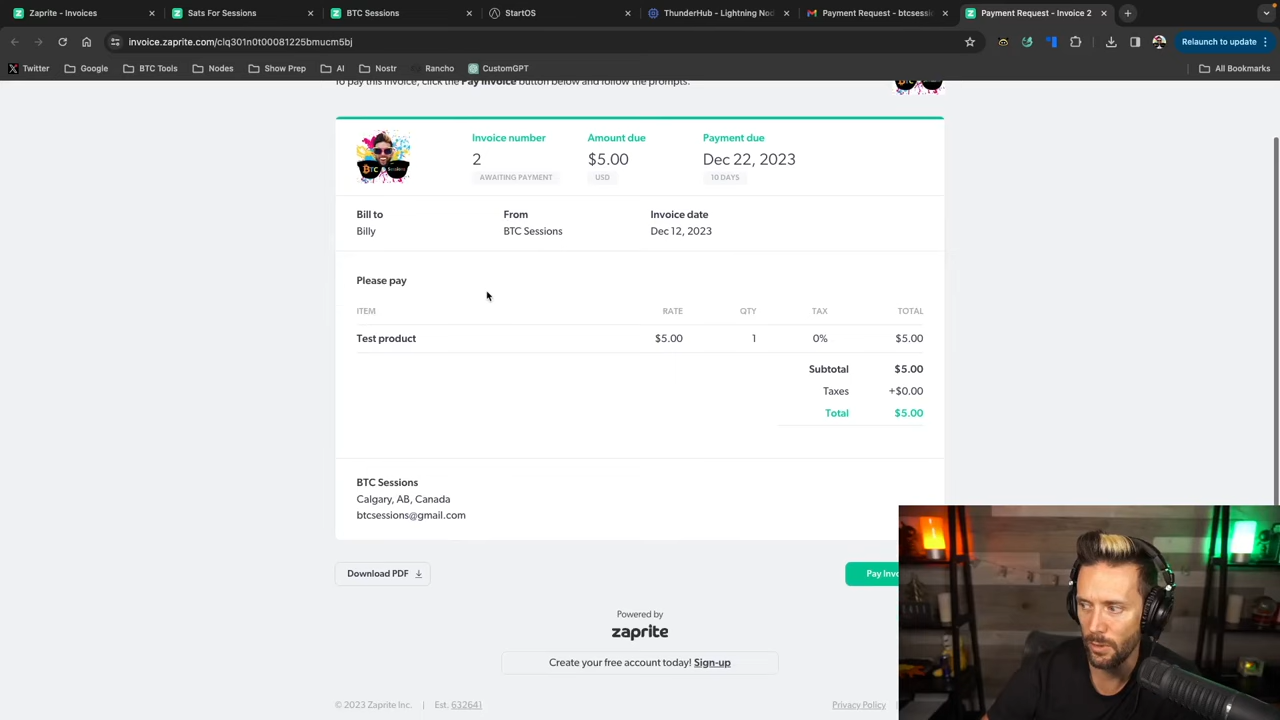 Zaprite - Invoices
Sats For Sessions
BTC Sessions
StartOS
ThunderHub - Lightning Nod
Payment Request - btcsessi
Payment Request - Invoice 2
invoice.zaprite.com/clq301n0t00081225bmucm5bj
Relaunch to update
Twitter
Google
BTC Tools
Nodes
Show Prep
AI
Nostr
Rancho
CustomGPT
All Bookmarks
To pay this invoice, click the Pay Invoice button below and follow the prompts.
Invoice number
Amount due
Payment due
2
$5.00
Dec 22, 2023
AWAITING PAYMENT
USD
10 DAYS
Bill to
From
Invoice date
Billy
BTC Sessions
Dec 12, 2023
Please pay
ITEM
RATE
QTY
TAX
TOTAL
Test product
$5.00
1
0%
$5.00
Subtotal
$5.00
Taxes
+$0.00
Total
$5.00
BTC Sessions
Calgary, AB, Canada
btcsessions@gmail.com
Download PDF
Pay Invo
Powered by
zaprite
Create your free account today! Sign-up
© 2023 Zaprite Inc. | Est. 632641
Privacy Policy